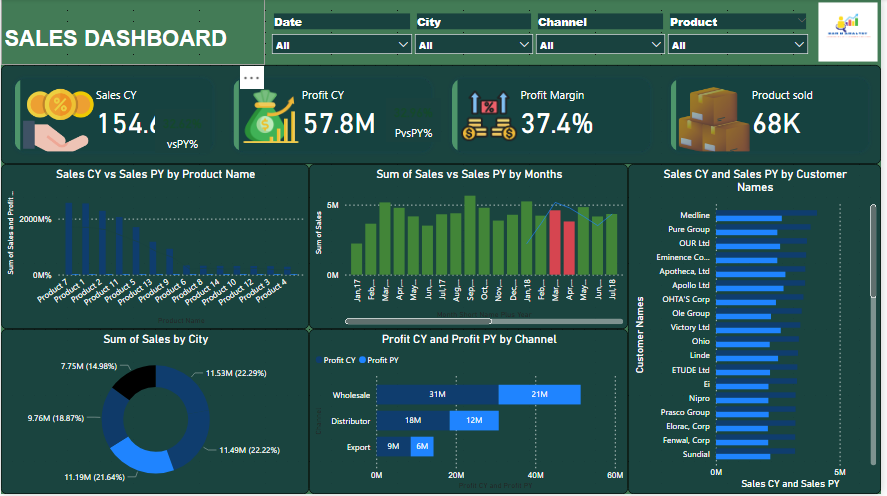 SALES DASHBOARD
Date
All
City
All
Channel
All
Product
All
Sales CY
154.
vsPY%
Profit CY
57.8M
PvsPY%
Profit Margin
37.4%
Product sold
68K
Sales CY vs Sales PY by Product Name
Sum of Sales and Profit ...
2000M%
0M%
Product 7
Product 1
Product 2
Product 11
Product 5
Product 13
Product 9
Product 6
Product 8
Product 14
Product 10
Product 12
Product 3
Product 4
Product Name
Sum of Sales vs Sales PY by Months
Sum of Sales
5M
0M
Jan,17
Feb...
Mar,...
Apr,...
May...
Jun,...
Jul,17
Aug...
Sep...
Oct,...
Nov...
Dec,...
Jan,18
Feb...
Mar,...
Apr,...
May...
Jun,...
Jul,18
Sales CY and Sales PY by Customer
Names
Customer Names
Medline
Pure Group
OUR Ltd
Eminence Co...
Apotheca, Ltd
Apollo Ltd
OHTA'S Corp
Ole Group
Victory Ltd
Ohio
Linde
ETUDE Ltd
Ei
Nipro
Prasco Group
Elorac, Corp
Fenwal, Corp
Sundial
0M
5M
Sales CY and Sales PY
Sum of Sales by City
7.75M (14.98%)
11.53M (22.29%)
9.76M (18.87%)
11.49M (22.22%)
11.19M (21.64%)
Profit CY and Profit PY by Channel
Profit CY
Profit PY
Wholesale
31M
21M
Distributor
18M
12M
Export
9M
6M
0M
20M
40M
60M
Profit CY and Profit PY